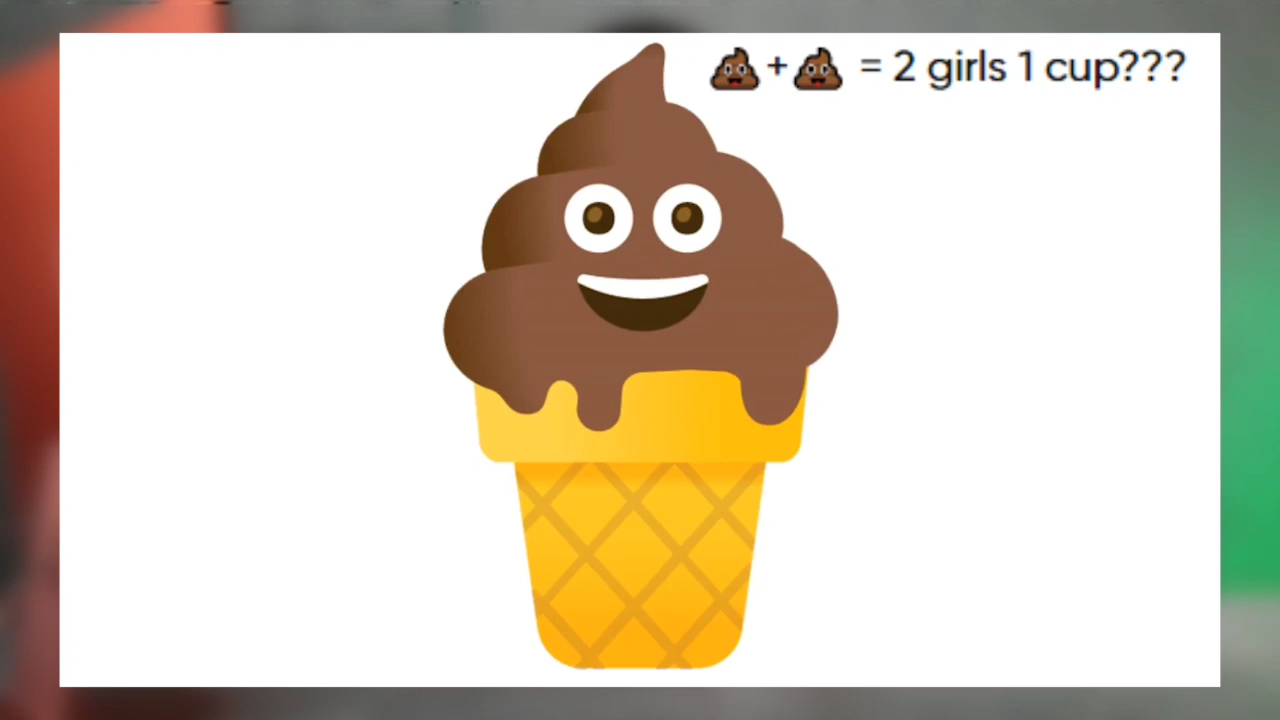 💩+💩 = 2 girls 1 cup???